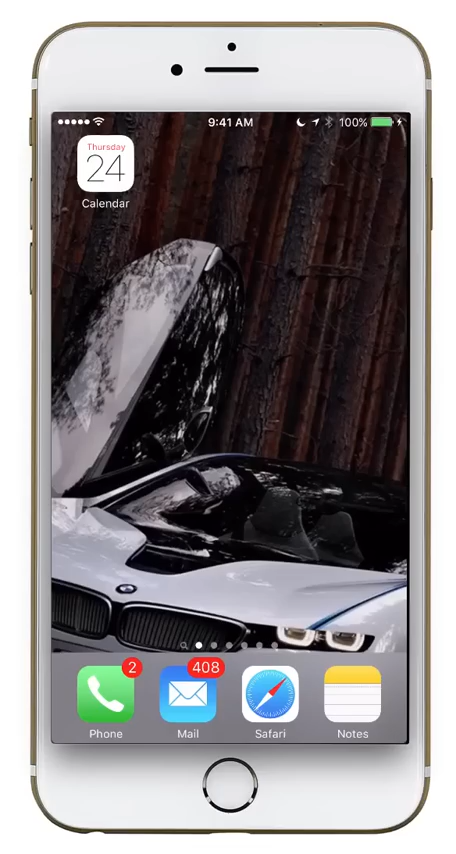 9:41 AM
100%
Thursday
24
Calendar
2
408
Phone
Mail
Safari
Notes